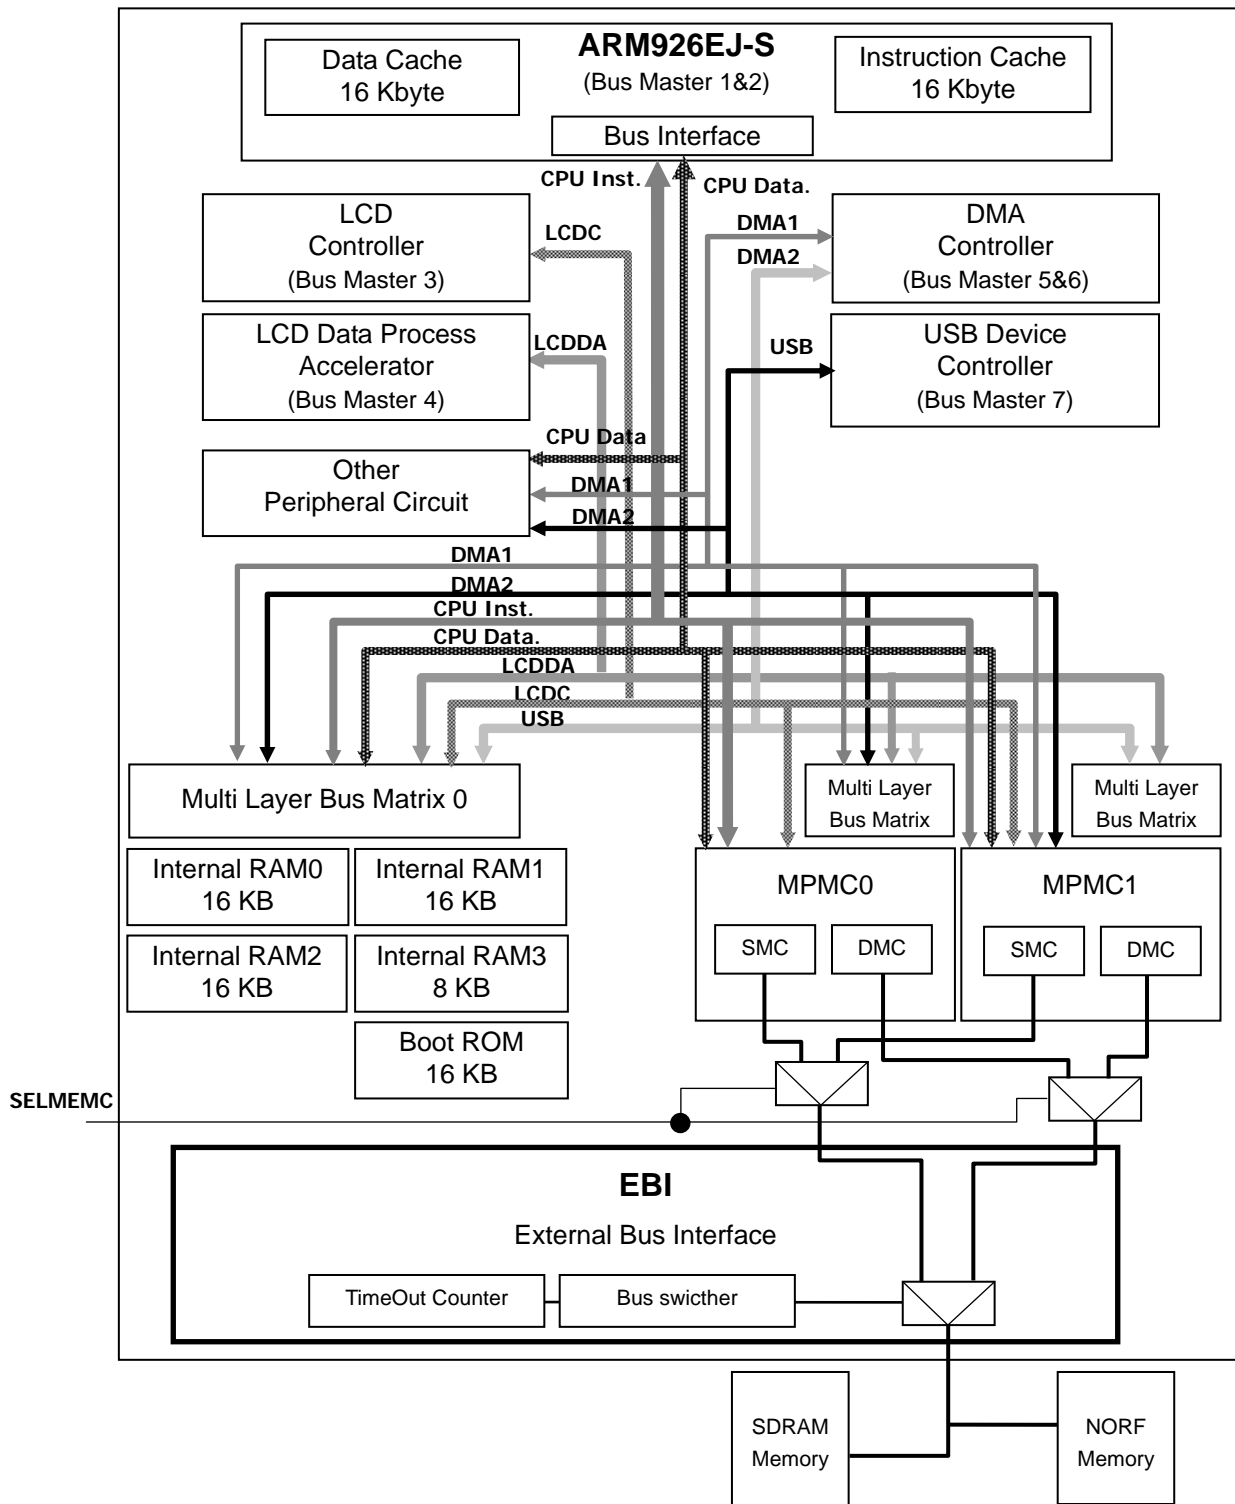 ARM926EJ-S
(Bus Master 1&2)
Data Cache
16 Kbyte
Instruction Cache
16 Kbyte
Bus Interface
CPU Inst.
CPU Data.
LCD
Controller
(Bus Master 3)
LCDC
DMA1
DMA2
DMA
Controller
(Bus Master 5&6)
LCD Data Process
Accelerator
(Bus Master 4)
LCDDA
USB
USB Device
Controller
(Bus Master 7)
CPU Data
Other
Peripheral Circuit
DMA1
DMA2
DMA1
DMA2
CPU Inst.
CPU Data.
LCDDA
LCDC
USB
Multi Layer Bus Matrix 0
Multi Layer
Bus Matrix
Multi Layer
Bus Matrix
Internal RAM0
16 KB
Internal RAM1
16 KB
MPMC0
MPMC1
Internal RAM2
16 KB
Internal RAM3
8 KB
SMC
DMC
SMC
DMC
Boot ROM
16 KB
SELMEMC
EBI
External Bus Interface
TimeOut Counter
Bus swicther
SDRAM
Memory
NORF
Memory